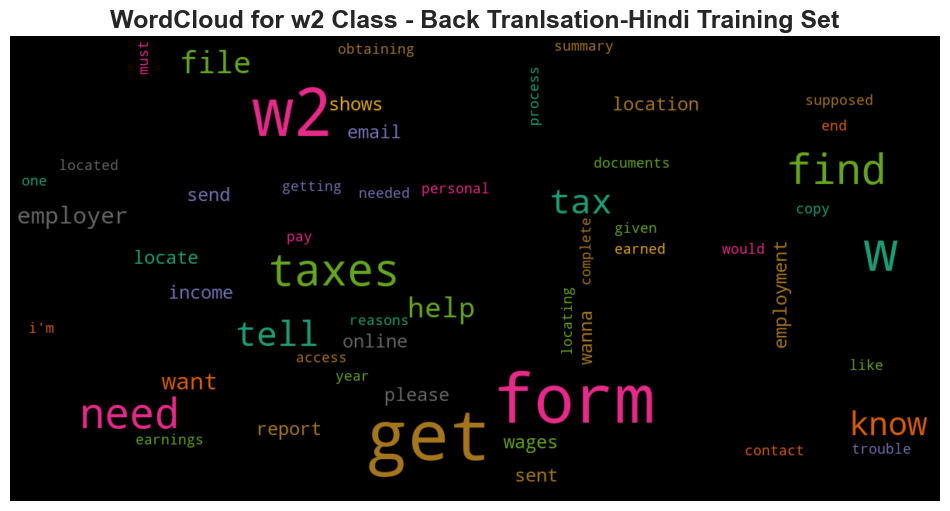 WordCloud for w2 Class - Back Tranlsation-Hindi Training Set
must
obtaining
summary
file
process
w2
shows
location
supposed
email
end
located
documents
find
one
send
getting
needed
personal
tax
copy
employer
given
pay
complete
earned
would
w
locate
taxes
employment
income
help
locating
i'm
tell
reasons
online
wanna
access
want
year
like
please
form
need
get
know
earnings
report
wages
contact
trouble
sent